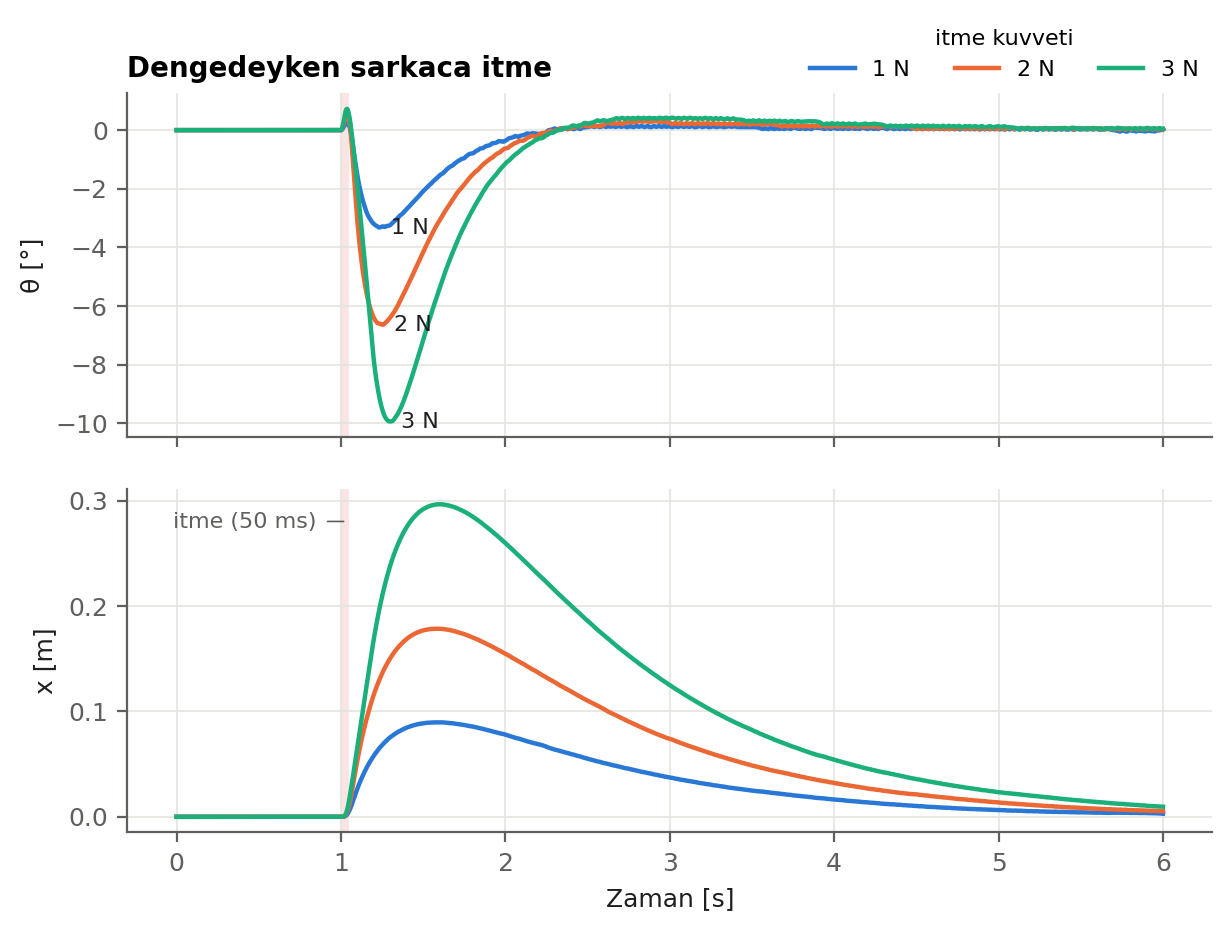 itme kuvveti
Dengedeyken sarkaca itme
1 N 2 N 3 N
0
−2
−4
−6
−8
−10
θ [°]
1 N
2 N
3 N
0.3
0.2
0.1
0.0
x [m]
itme (50 ms)
0 1 2 3 4 5 6
Zaman [s]